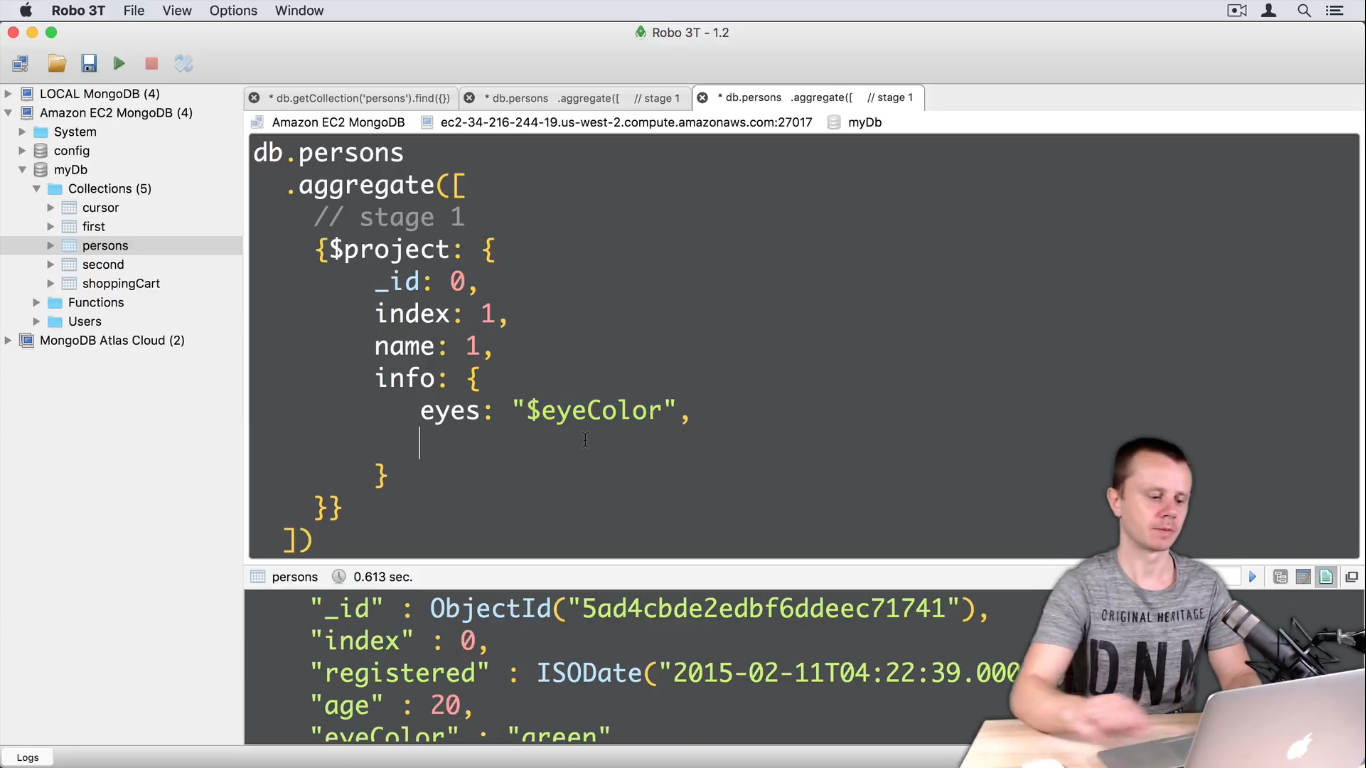 Robo 3T File View Options Window
Robo 3T - 1.2
LOCAL MongoDB (4)
Amazon EC2 MongoDB (4)
System
config
myDb
Collections (5)
cursor
first
persons
second
shoppingCart
Functions
Users
MongoDB Atlas Cloud (2)
* db.getCollection('persons').find({}) * db.persons .aggregate([ // stage 1 * db.persons .aggregate([ // stage 1
Amazon EC2 MongoDB ec2-34-216-244-19.us-west-2.compute.amazonaws.com:27017 myDb
db.persons
.aggregate([
// stage 1
{$project: {
_id: 0,
index: 1,
name: 1,
info: {
eyes: "$eyeColor",
}
}}
])
persons 0.613 sec.
"_id" : ObjectId("5ad4cbde2edbf6ddeec71741"),
"index" : 0,
"registered" : ISODate("2015-02-11T04:22:39.000
"age" : 20,
"eyeColor" : "green"
ORIGINAL HERITAGE
DNA
Logs